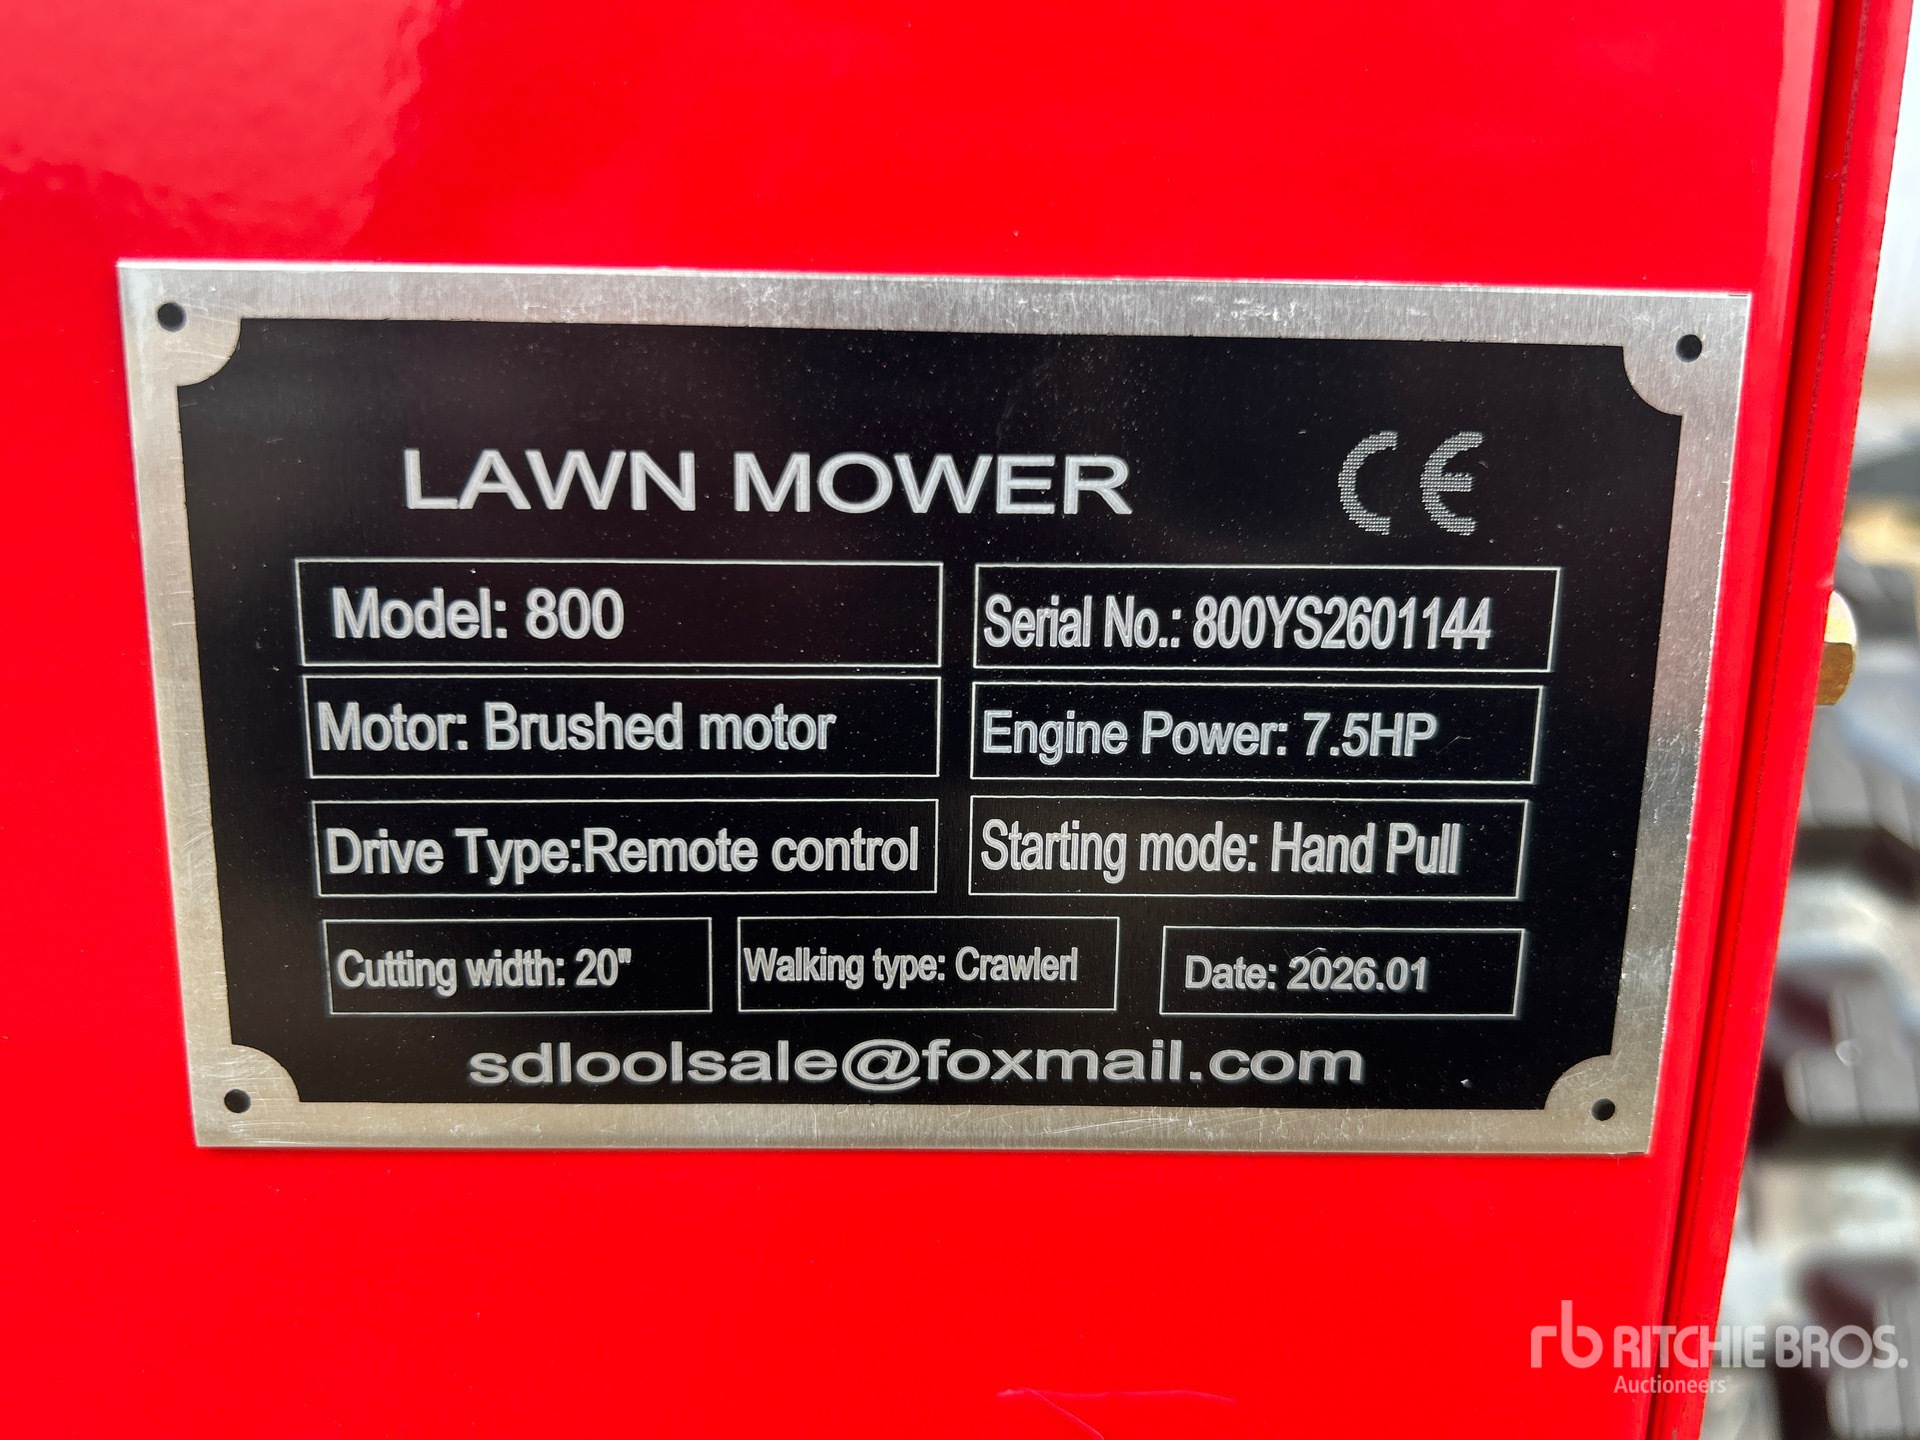 LAWN MOWER CE
Model: 800
Serial No.: 800YS2601144
Motor: Brushed motor
Engine Power: 7.5HP
Drive Type:Remote control
Starting mode: Hand Pull
Cutting width: 20"
Walking type: Crawlerl
Date: 2026.01
sdloolsale@foxmail.com
rb RITCHIE BROS.
Auctioneers